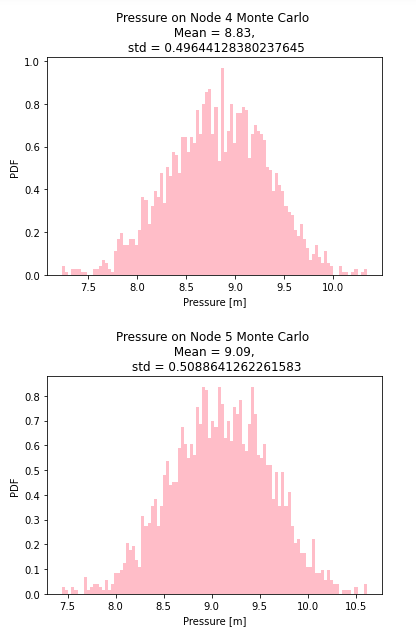 Pressure on Node 4 Monte Carlo
Mean = 8.83,
std = 0.49644128380237645
1.0
0.8
0.6
0.4
0.2
0.0
PDF
7.5 8.0 8.5 9.0 9.5 10.0
Pressure [m]
Pressure on Node 5 Monte Carlo
Mean = 9.09,
std = 0.5088641262261583
0.8
0.7
0.6
0.5
0.4
0.3
0.2
0.1
0.0
PDF
7.5 8.0 8.5 9.0 9.5 10.0 10.5
Pressure [m]